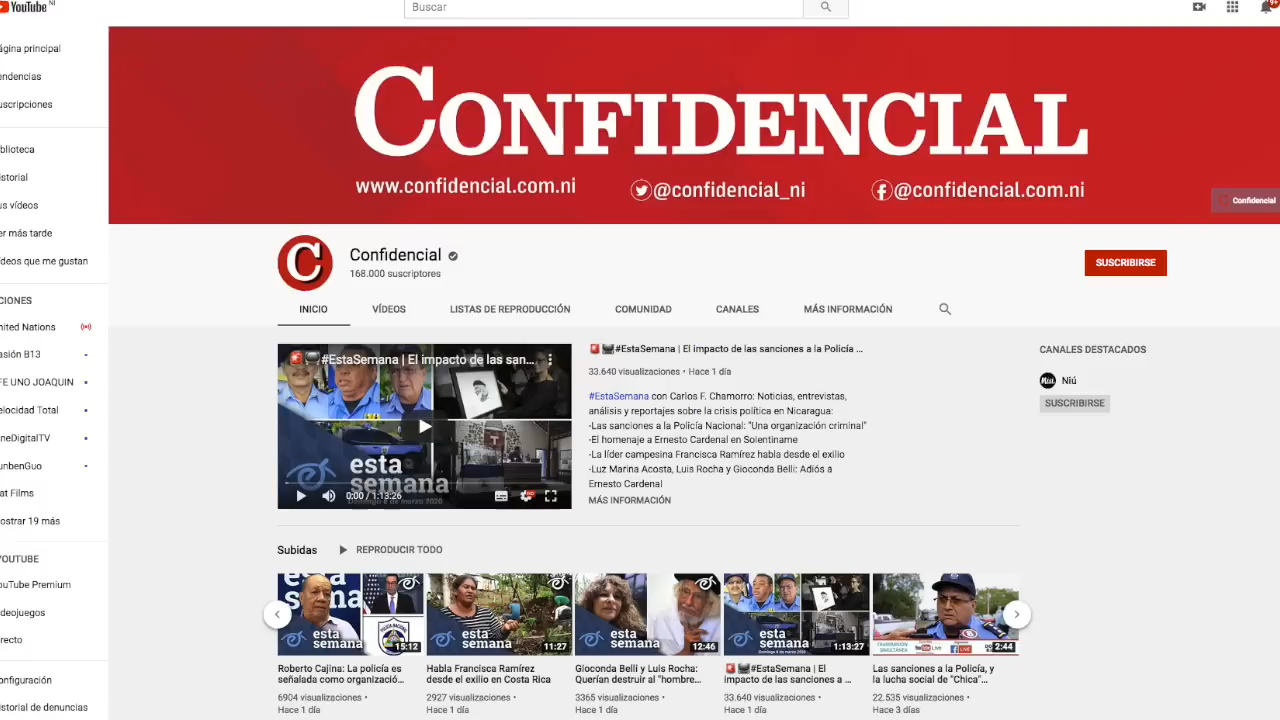 YouTube NI
Buscar
9+
ágina principal
endencias
uscripciones
iblioteca
istorial
us vídeos
er más tarde
ídeos que me gustan
CIONES
nited Nations
asión B13
FE UNO JOAQUIN
elocidad Total
neDigitalTV
unbenGuo
at Films
ostrar 19 más
YOUTUBE
ouTube Premium
deojuegos
irecto
onfiguración
istorial de denuncias
CONFIDENCIAL
www.confidencial.com.ni
@confidencial_ni
@confidencial.com.ni
Confidencial
Confidencial
168.000 suscriptores
SUSCRIBIRSE
INICIO
VÍDEOS
LISTAS DE REPRODUCCIÓN
COMUNIDAD
CANALES
MÁS INFORMACIÓN
#EstaSemana | El impacto de las san...
esta
semana
Domingo 8 de marzo 2020
0:00 / 1:13:26
#EstaSemana | El impacto de las sanciones a la Policía ...
33.640 visualizaciones • Hace 1 día
#EstaSemana con Carlos F. Chamorro: Noticias, entrevistas,
análisis y reportajes sobre la crisis política en Nicaragua:
-Las sanciones a la Policía Nacional: "Una organización criminal"
-El homenaje a Ernesto Cardenal en Solentiname
-La líder campesina Francisca Ramírez habla desde el exilio
-Luz Marina Acosta, Luis Rocha y Gioconda Belli: Adiós a
Ernesto Cardenal
MÁS INFORMACIÓN
CANALES DESTACADOS
Niú
SUSCRIBIRSE
Subidas
REPRODUCIR TODO
esta
semana
15:12
esta
semana
11:27
esta
semana
12:46
esta
semana
1:13:27
2:44
Roberto Cajina: La policía es
señalada como organizació...
6904 visualizaciones •
Hace 1 día
Habla Francisca Ramírez
desde el exilio en Costa Rica
2927 visualizaciones •
Hace 1 día
Gioconda Belli y Luis Rocha:
Querían destruir al "hombre...
3365 visualizaciones •
Hace 1 día
#EstaSemana | El
impacto de las sanciones a ...
33.640 visualizaciones •
Hace 1 día
Las sanciones a la Policía, y
la lucha social de "Chica"...
22.535 visualizaciones •
Hace 3 días